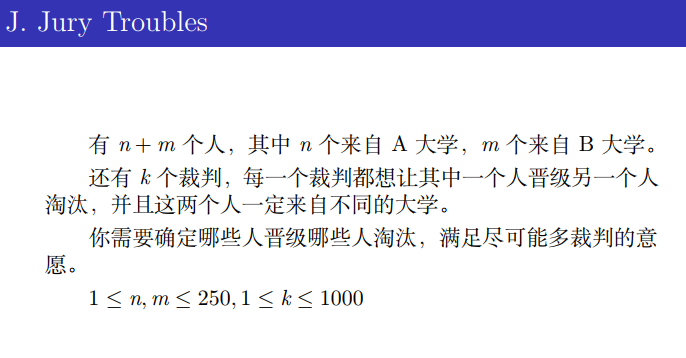 J. Jury Troubles
有 n + m 个人，其中 n 个来自 A 大学，m 个来自 B 大学。
还有 k 个裁判，每一个裁判都想让其中一个人晋级另一个人
淘汰，并且这两个人一定来自不同的大学。
你需要确定哪些人晋级哪些人淘汰，满足尽可能多裁判的意
愿。
1 ≤ n, m ≤ 250, 1 ≤ k ≤ 1000